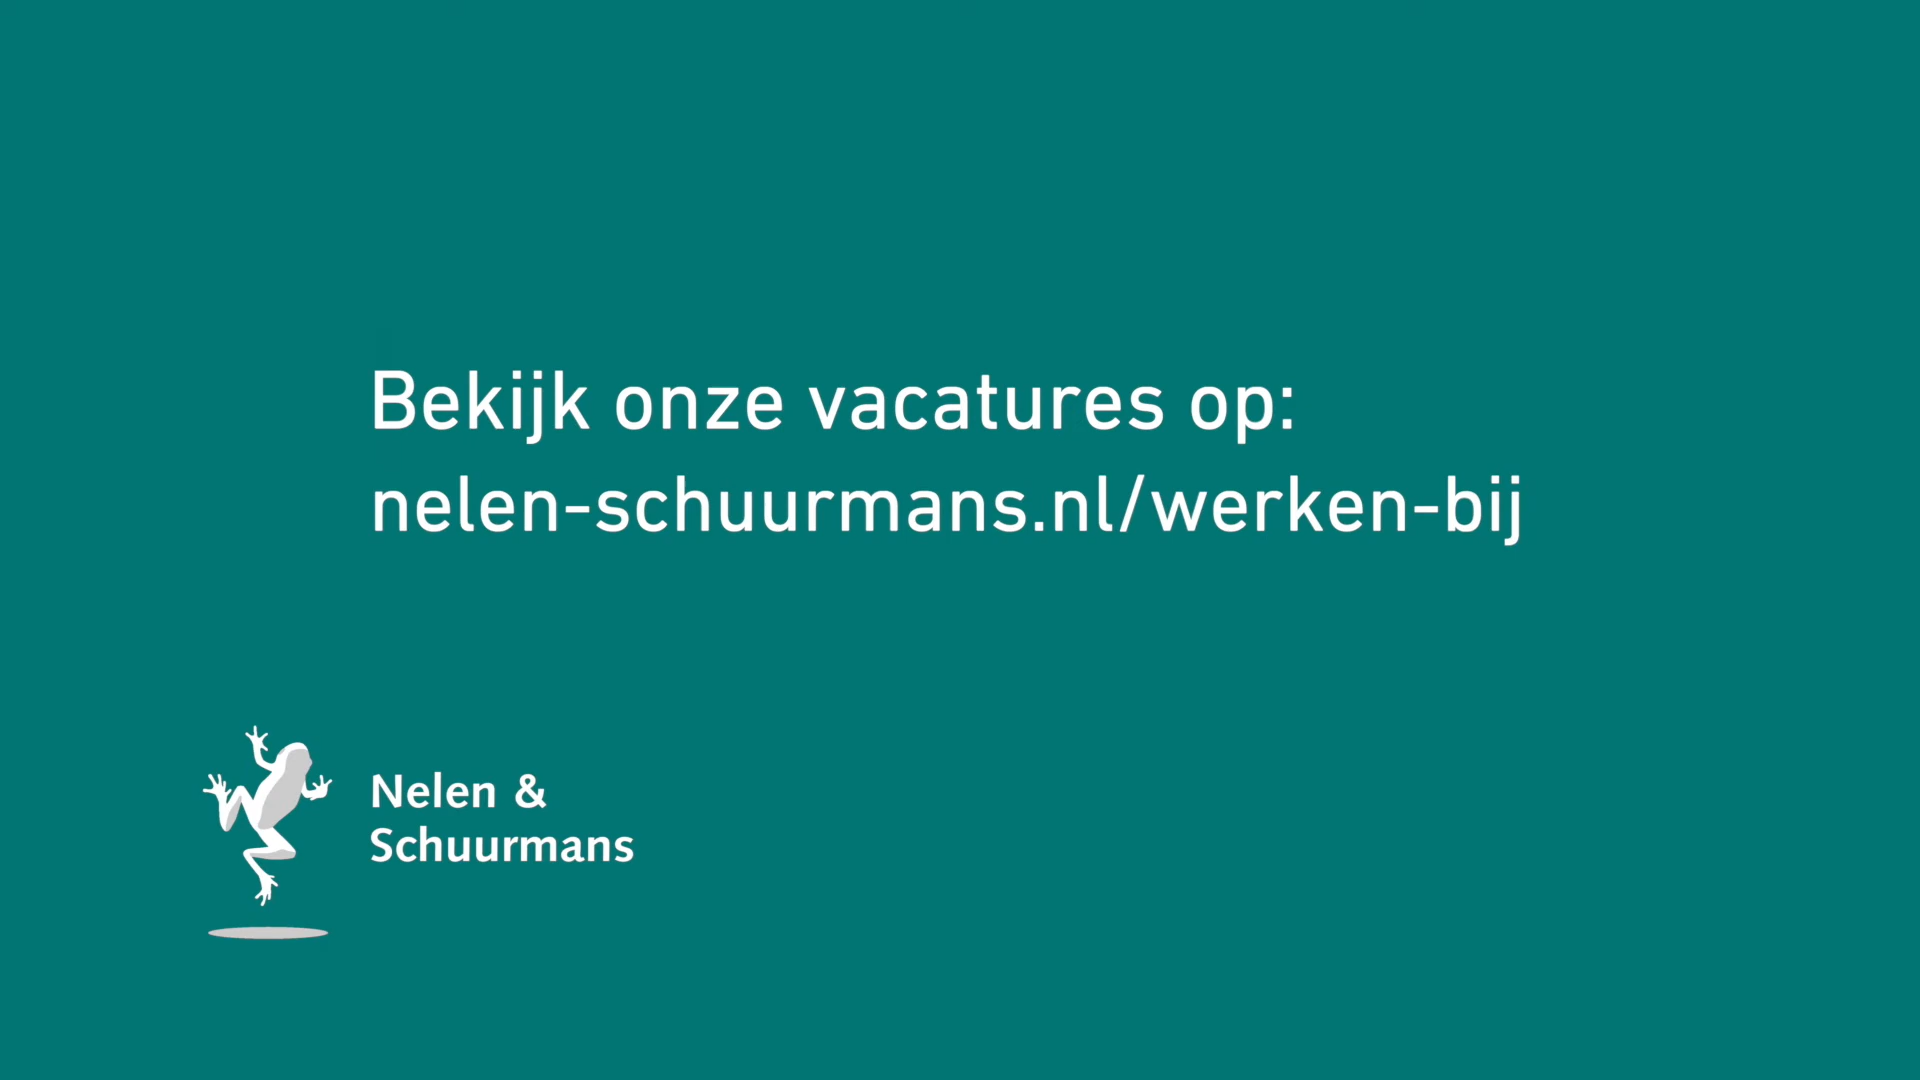 Bekijk onze vacatures op:
nelen-schuurmans.nl/werken-bij
Nelen &
Schuurmans